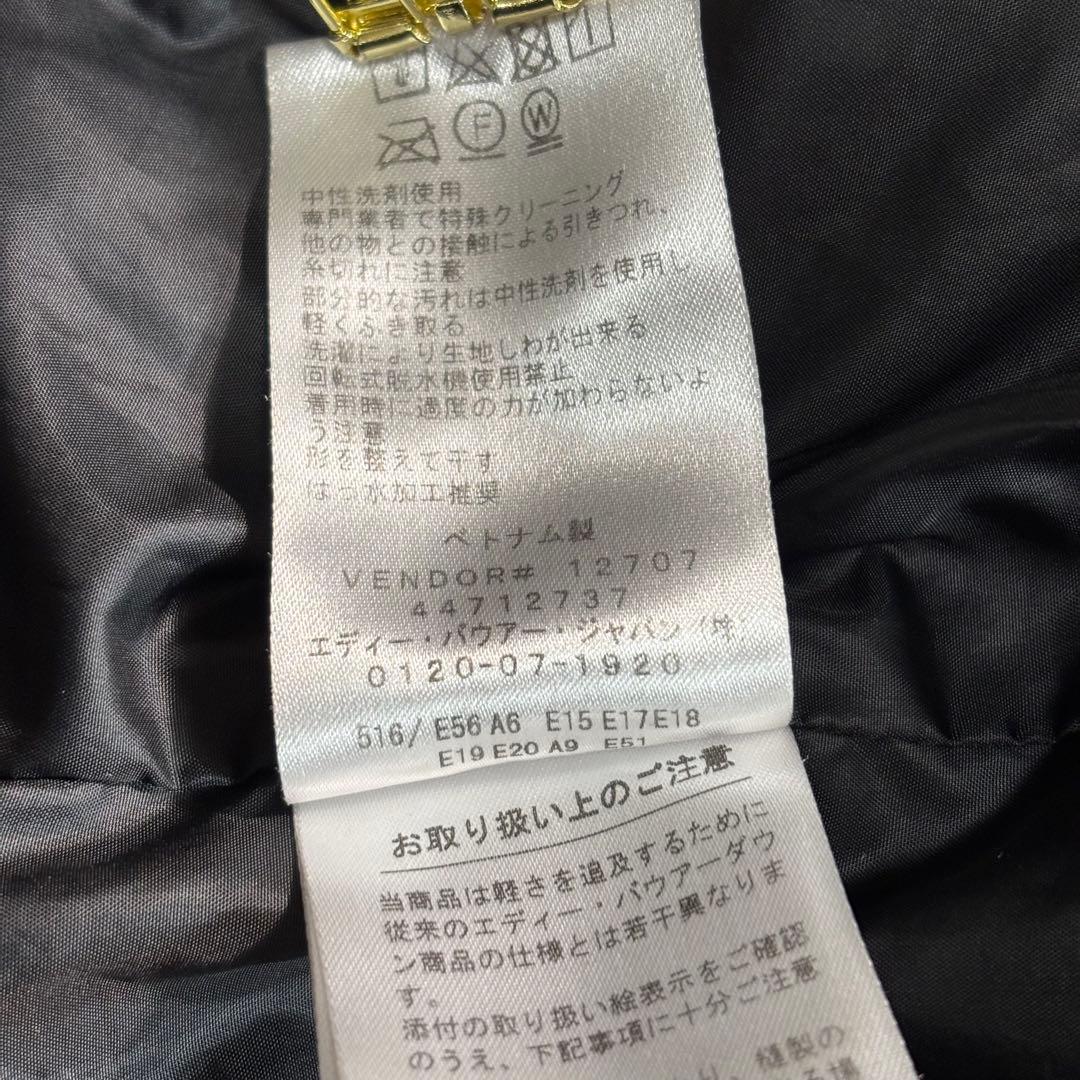 F W
中性洗剤使用
専門業者で特殊クリーニング
他の物との接触による引きつれ、
糸切れに注意
部分的な汚れは中性洗剤を使用し
軽くふき取る
洗濯により生地しわが出来る
回転式脱水機使用禁止
着用時に過度の力が加わらないよ
う注意
形を整えて干す
はっ水加工推奨
ベトナム製
VENDOR# 12707
44712737
エディー・バウアー・ジャパン(株)
0120-07-1920
516/ E56 A6 E15 E17 E18
E19 E20 A9 E51
お取り扱い上のご注意
当商品は軽さを追及するために
従来のエディー・バウアーダウ
ン商品の仕様とは若干異なりま
す。
添付の取り扱い絵表示をご確認
のうえ、下記事項に十分ご注意
り、縫製の
る場